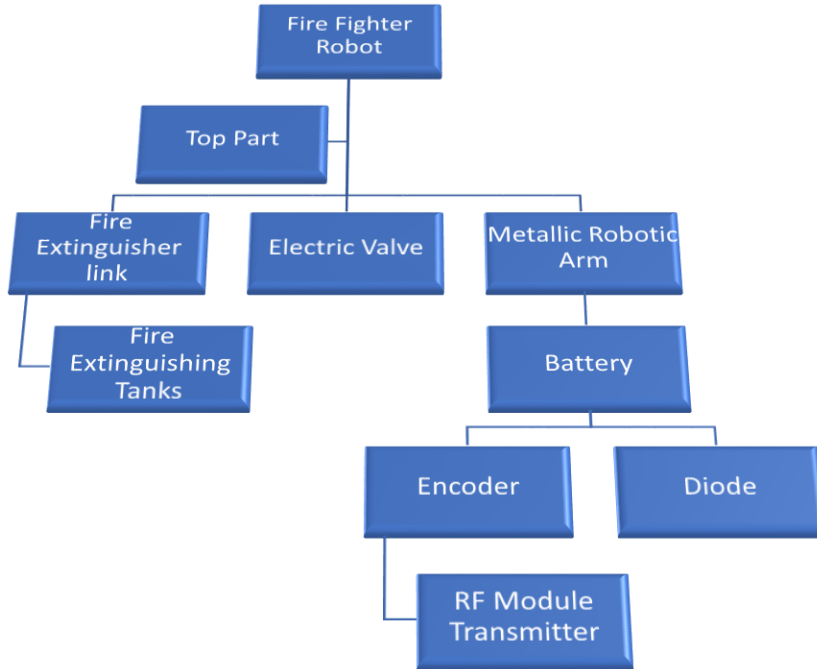 Fire Fighter
Robot
Top Part
Fire
Extinguisher
link
Electric Valve
Metallic Robotic
Arm
Fire
Extinguishing
Tanks
Battery
Encoder
Diode
RF Module
Transmitter